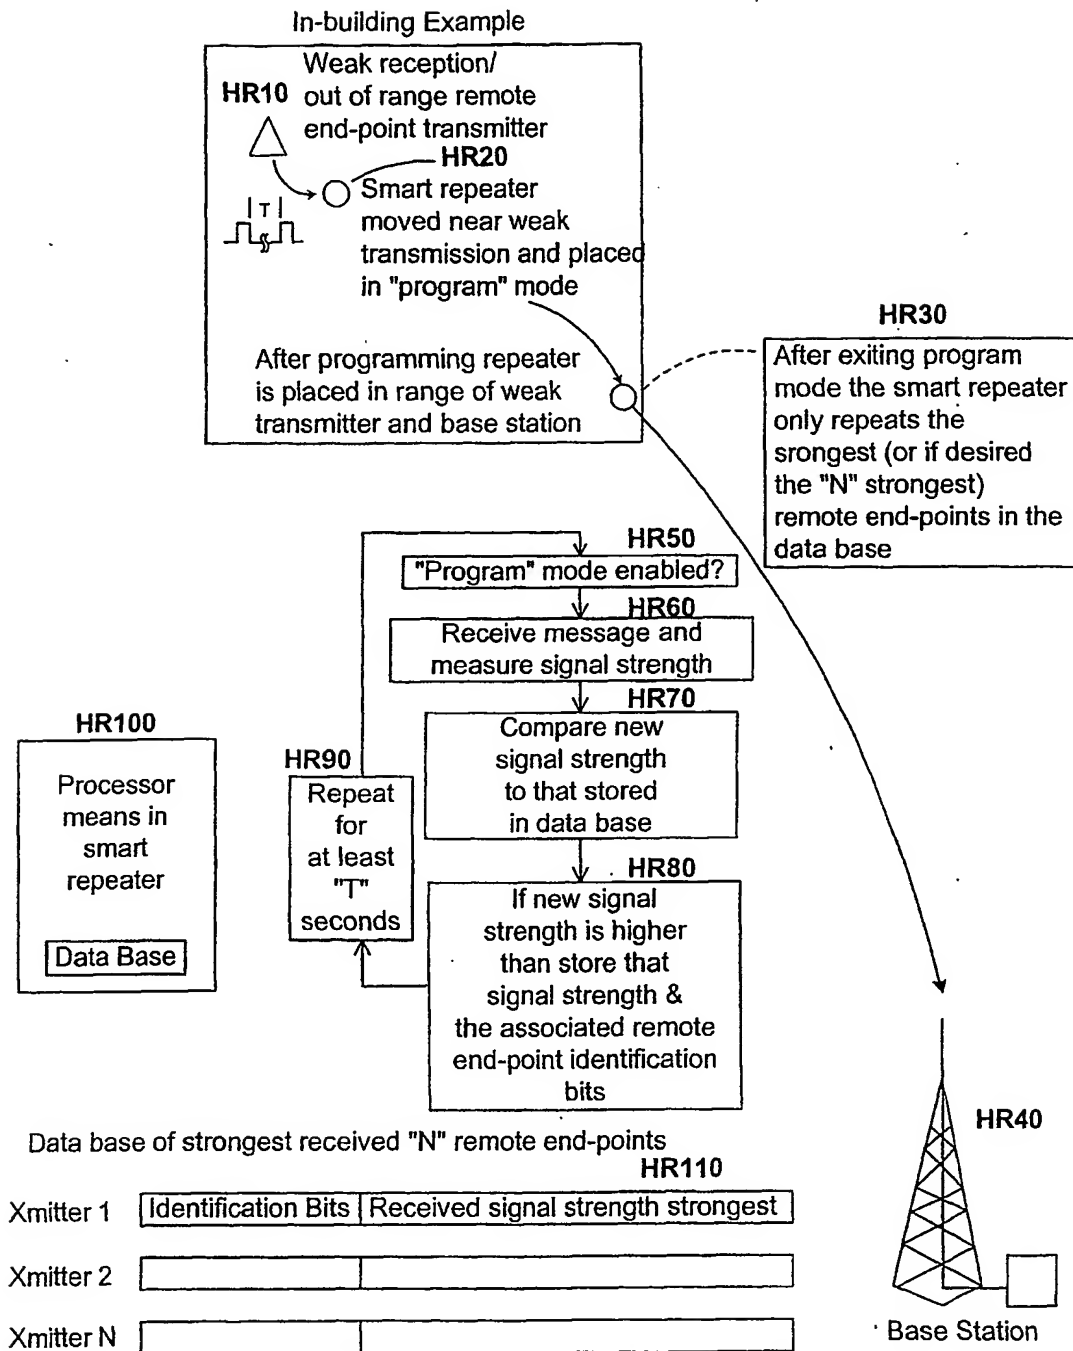 In-building Example
Weak reception/
HR10 out of range remote
end-point transmitter
HR20
| T |
Smart repeater
moved near weak
transmission and placed
in "program" mode
HR30
After programming repeater
is placed in range of weak
transmitter and base station
After exiting program
mode the smart repeater
only repeats the
srongest (or if desired
the "N" strongest)
remote end-points in the
data base
HR50
"Program" mode enabled?
HR60
Receive message and
measure signal strength
HR70
Compare new
signal strength
to that stored
in data base
HR80
If new signal
strength is higher
than store that
signal strength &
the associated remote
end-point identification
bits
HR90
Repeat
for
at least
"T"
seconds
HR100
Processor
means in
smart
repeater
Data Base
HR40
Base Station
Data base of strongest received "N" remote end-points
HR110
Xmitter 1 Identification Bits Received signal strength strongest
Xmitter 2
Xmitter N